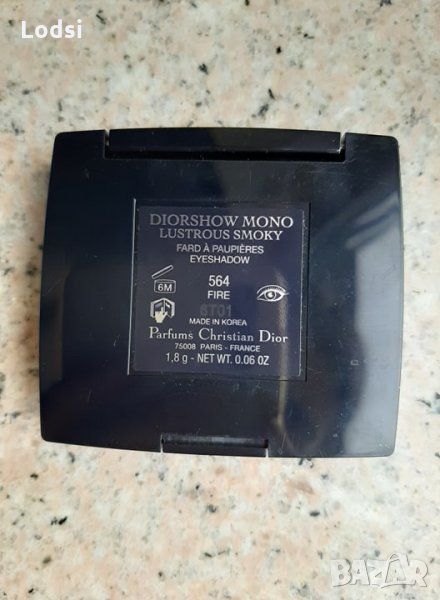 Lodsi
DIORSHOW MONO
LUSTROUS SMOKY
FARD À PAUPIÈRES
EYESHADOW
6M
564
FIRE
6T01
MADE IN KOREA
Parfums Christian Dior
75008 PARIS - FRANCE
1,8 g - NET WT. 0.06 OZ
BAZAR